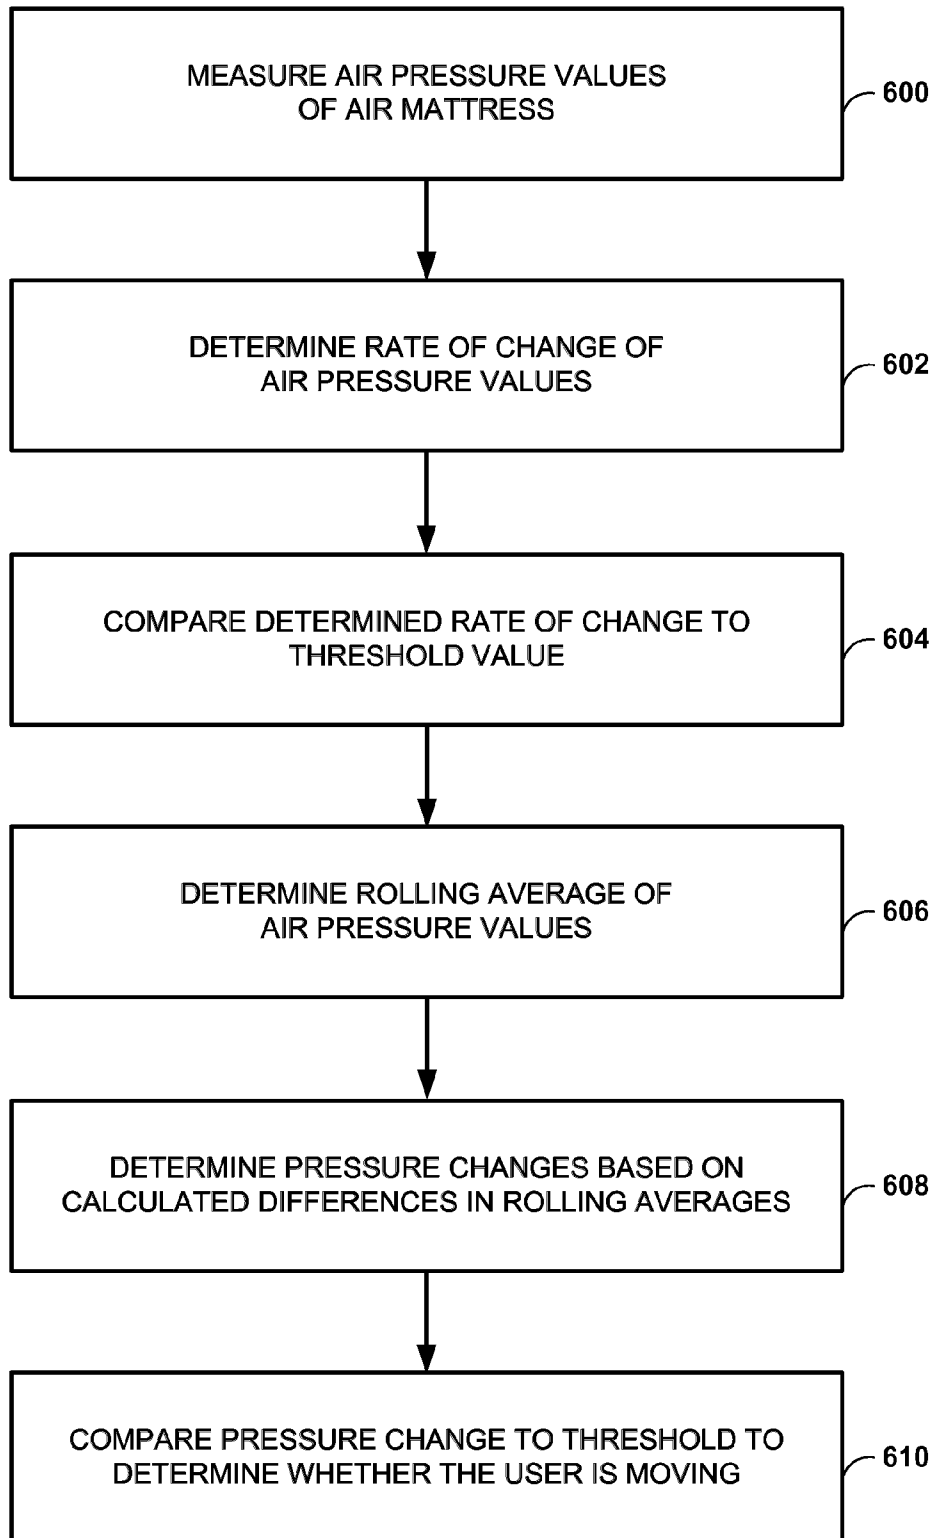 MEASURE AIR PRESSURE VALUES
OF AIR MATTRESS
600
DETERMINE RATE OF CHANGE OF
AIR PRESSURE VALUES
602
COMPARE DETERMINED RATE OF CHANGE TO
THRESHOLD VALUE
604
DETERMINE ROLLING AVERAGE OF
AIR PRESSURE VALUES
606
DETERMINE PRESSURE CHANGES BASED ON
CALCULATED DIFFERENCES IN ROLLING AVERAGES
608
COMPARE PRESSURE CHANGE TO THRESHOLD TO
DETERMINE WHETHER THE USER IS MOVING
610